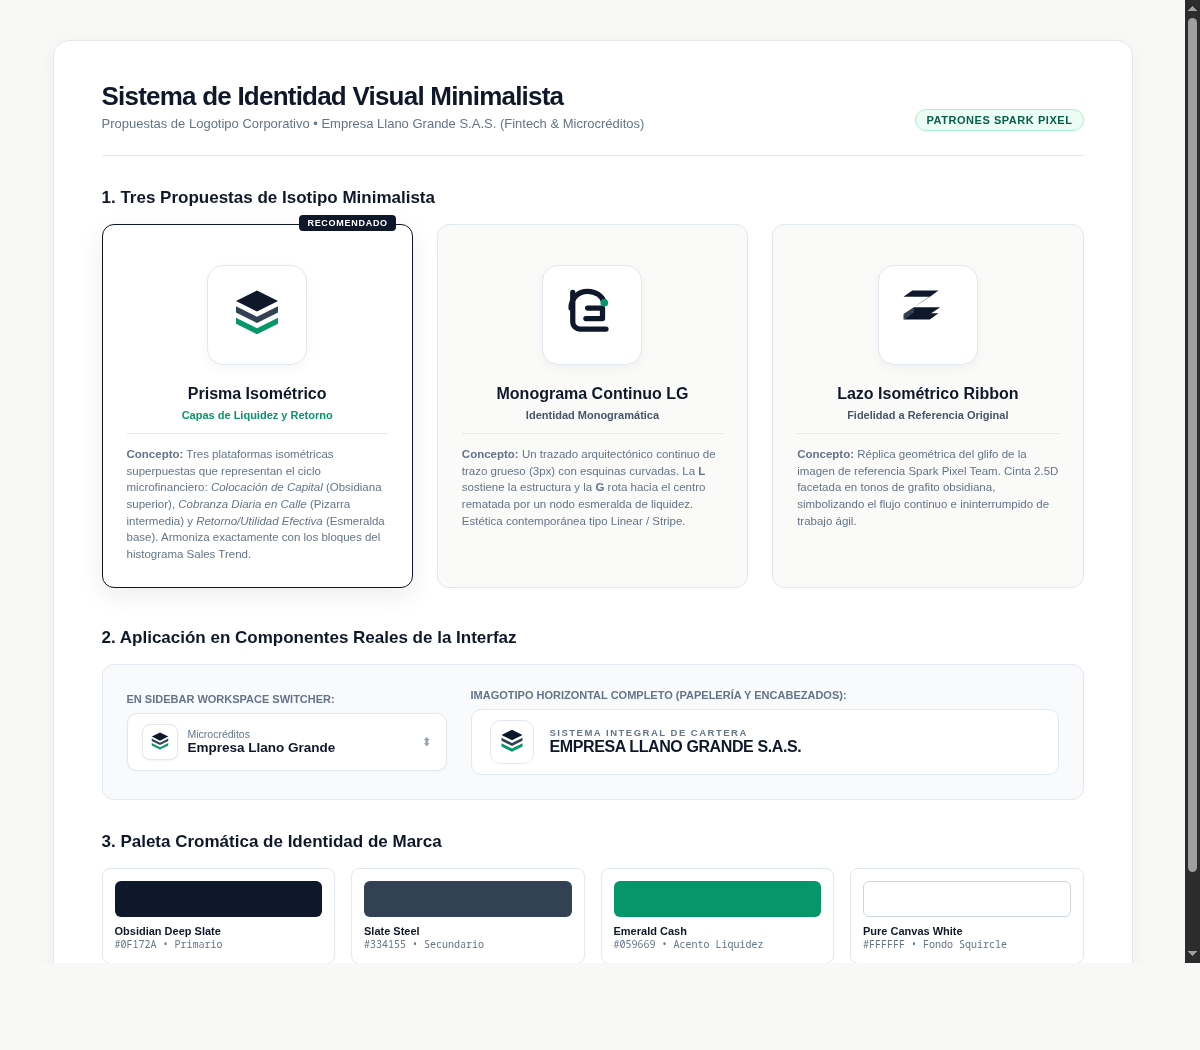 Sistema de Identidad Visual Minimalista
Propuestas de Logotipo Corporativo • Empresa Llano Grande S.A.S. (Fintech & Microcréditos)
PATRONES SPARK PIXEL
1. Tres Propuestas de Isotipo Minimalista
RECOMENDADO
Prisma Isométrico
Capas de Liquidez y Retorno
Concepto: Tres plataformas isométricas
superpuestas que representan el ciclo
microfinanciero: Colocación de Capital (Obsidiana
superior), Cobranza Diaria en Calle (Pizarra
intermedia) y Retorno/Utilidad Efectiva (Esmeralda
base). Armoniza exactamente con los bloques del
histograma Sales Trend.
Monograma Continuo LG
Identidad Monogramática
Concepto: Un trazado arquitectónico continuo de
trazo grueso (3px) con esquinas curvadas. La L
sostiene la estructura y la G rota hacia el centro
rematada por un nodo esmeralda de liquidez.
Estética contemporánea tipo Linear / Stripe.
Lazo Isométrico Ribbon
Fidelidad a Referencia Original
Concepto: Réplica geométrica del glifo de la
imagen de referencia Spark Pixel Team. Cinta 2.5D
facetada en tonos de grafito obsidiana,
simbolizando el flujo continuo e ininterrumpido de
trabajo ágil.
2. Aplicación en Componentes Reales de la Interfaz
EN SIDEBAR WORKSPACE SWITCHER:
Microcréditos
Empresa Llano Grande
IMAGOTIPO HORIZONTAL COMPLETO (PAPELERÍA Y ENCABEZADOS):
SISTEMA INTEGRAL DE CARTERA
EMPRESA LLANO GRANDE S.A.S.
3. Paleta Cromática de Identidad de Marca
Obsidian Deep Slate
#0F172A • Primario
Slate Steel
#334155 • Secundario
Emerald Cash
#059669 • Acento Liquidez
Pure Canvas White
#FFFFFF • Fondo Squircle